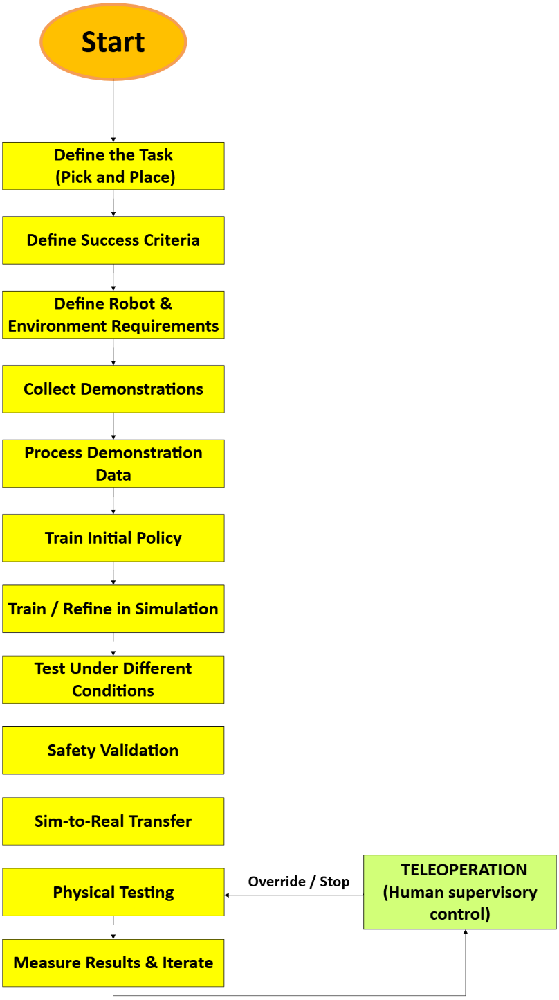 Start
Define the Task
(Pick and Place)
Define Success Criteria
Define Robot &
Environment Requirements
Collect Demonstrations
Process Demonstration
Data
Train Initial Policy
Train / Refine in Simulation
Test Under Different
Conditions
Safety Validation
Sim-to-Real Transfer
Physical Testing
Override / Stop
TELEOPERATION
(Human supervisory
control)
Measure Results & Iterate